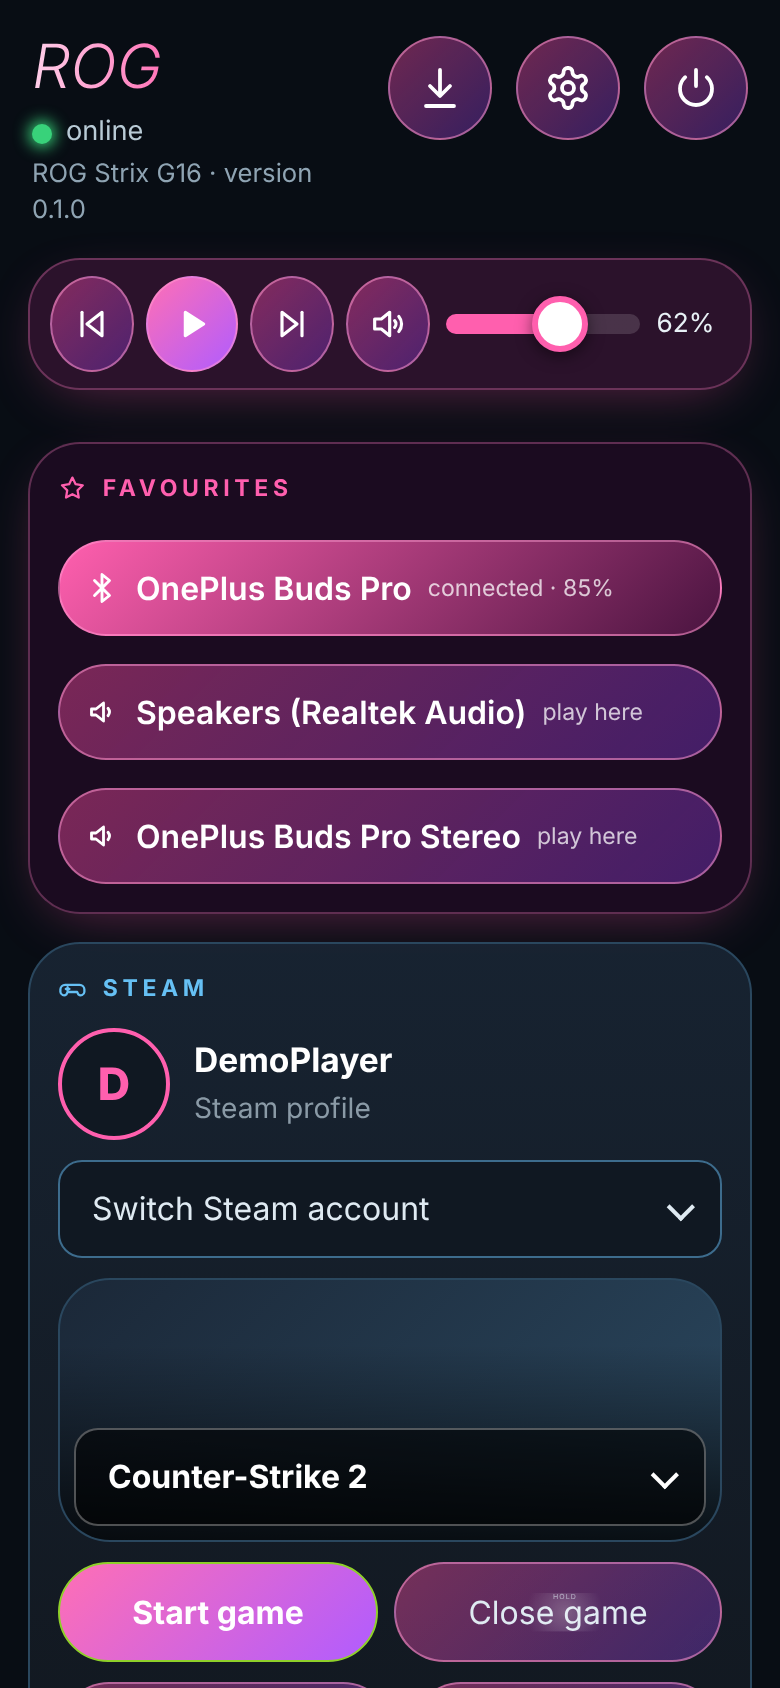 ROG
online
ROG Strix G16 · version
0.1.0
62%
FAVOURITES
OnePlus Buds Pro connected · 85%
Speakers (Realtek Audio) play here
OnePlus Buds Pro Stereo play here
STEAM
D
DemoPlayer
Steam profile
Switch Steam account
Counter-Strike 2
Start game
HOLD
Close game